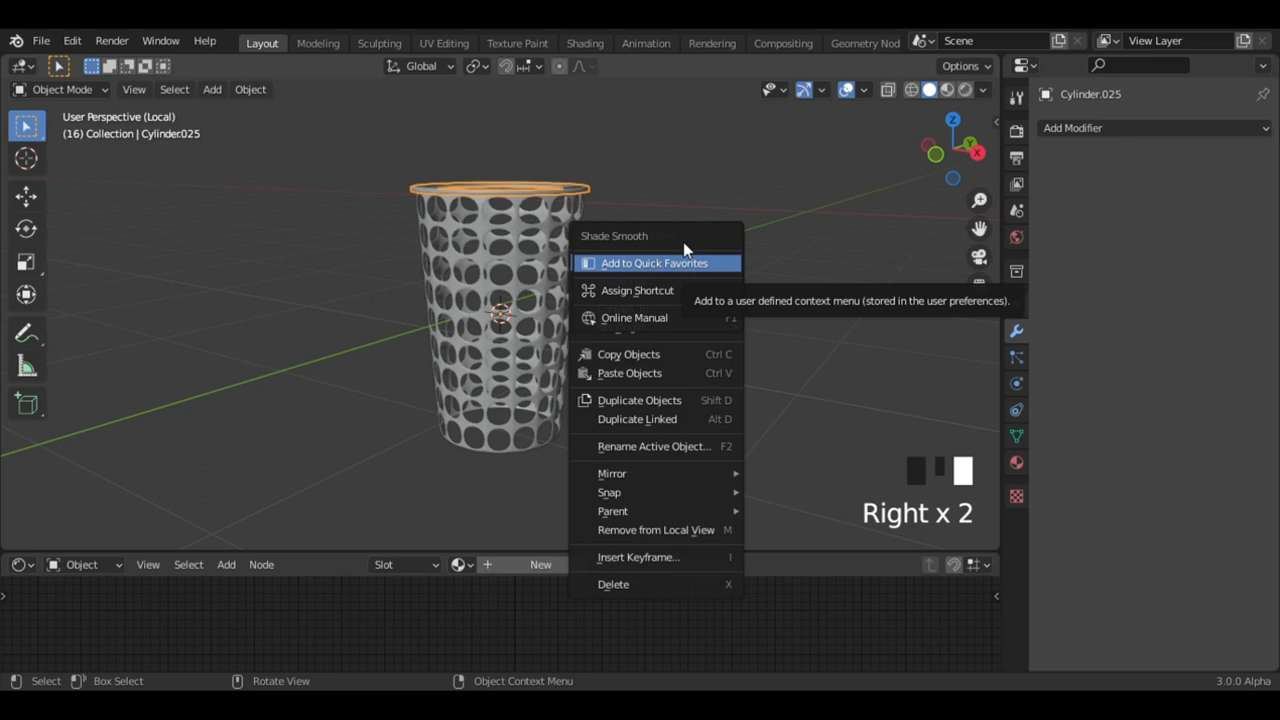 File Edit Render Window Help Layout Modeling Sculpting UV Editing Texture Paint Shading Animation Rendering Compositing Geometry Nod Scene View Layer
Global Options
Object Mode View Select Add Object
User Perspective (Local)
(16) Collection | Cylinder.025
Z
Y
X
Cylinder.025
Add Modifier
Shade Smooth
Add to Quick Favorites
Assign Shortcut
Add to a user defined context menu (stored in the user preferences).
Online Manual F1
Copy Objects Ctrl C
Paste Objects Ctrl V
Duplicate Objects Shift D
Duplicate Linked Alt D
Rename Active Object... F2
Mirror
Snap
Parent
Remove from Local View M
Insert Keyframe... I
Delete X
Right x 2
Object View Select Add Node Slot New
Select Box Select Rotate View Object Context Menu 3.0.0 Alpha